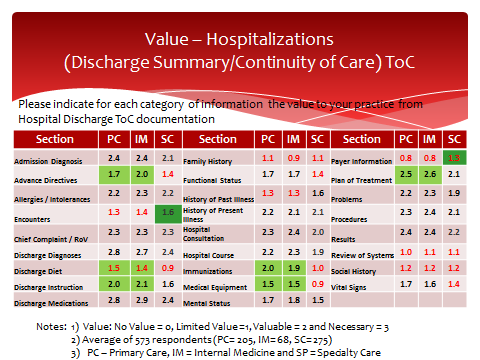 Value – Hospitalizations
(Discharge Summary/Continuity of Care) ToC
Please indicate for each category of information the value to your practice from
Hospital Discharge ToC documentation
Section PC IM SC Section PC IM SC Section PC IM SC
Admission Diagnosis 2.4 2.4 2.1 Family History 1.1 0.9 1.1 Payer Information 0.8 0.8 1.3
Advance Directives 1.7 2.0 1.4 Functional Status 1.7 1.7 1.4 Plan of Treatment 2.5 2.6 2.1
Allergies / Intolerances 2.2 2.3 2.2 History of Past Illness 1.3 1.3 1.6 Problems 2.2 2.3 1.9
Encounters 1.3 1.4 1.6 History of Present Illness 2.2 2.1 2.1 Procedures 2.3 2.4 2.1
Chief Complaint / RoV 2.3 2.3 2.3 Hospital Consultation 2.3 2.4 2.0 Results 2.4 2.4 2.2
Discharge Diagnoses 2.8 2.7 2.4 Hospital Course 2.2 2.3 1.9 Review of Systems 1.0 1.1 1.1
Discharge Diet 1.5 1.4 0.9 Immunizations 2.0 1.9 1.0 Social History 1.2 1.2 1.2
Discharge Instruction 2.0 2.1 1.6 Medical Equipment 1.5 1.5 0.9 Vital Signs 1.7 1.6 1.4
Discharge Medications 2.8 2.9 2.4 Mental Status 1.7 1.8 1.5
Notes: 1) Value: No Value = 0, Limited Value =1, Valuable = 2 and Necessary = 3
2) Average of 573 respondents (PC= 205, IM= 68, SC=275)
3) PC – Primary Care, IM = Internal Medicine and SP = Specialty Care